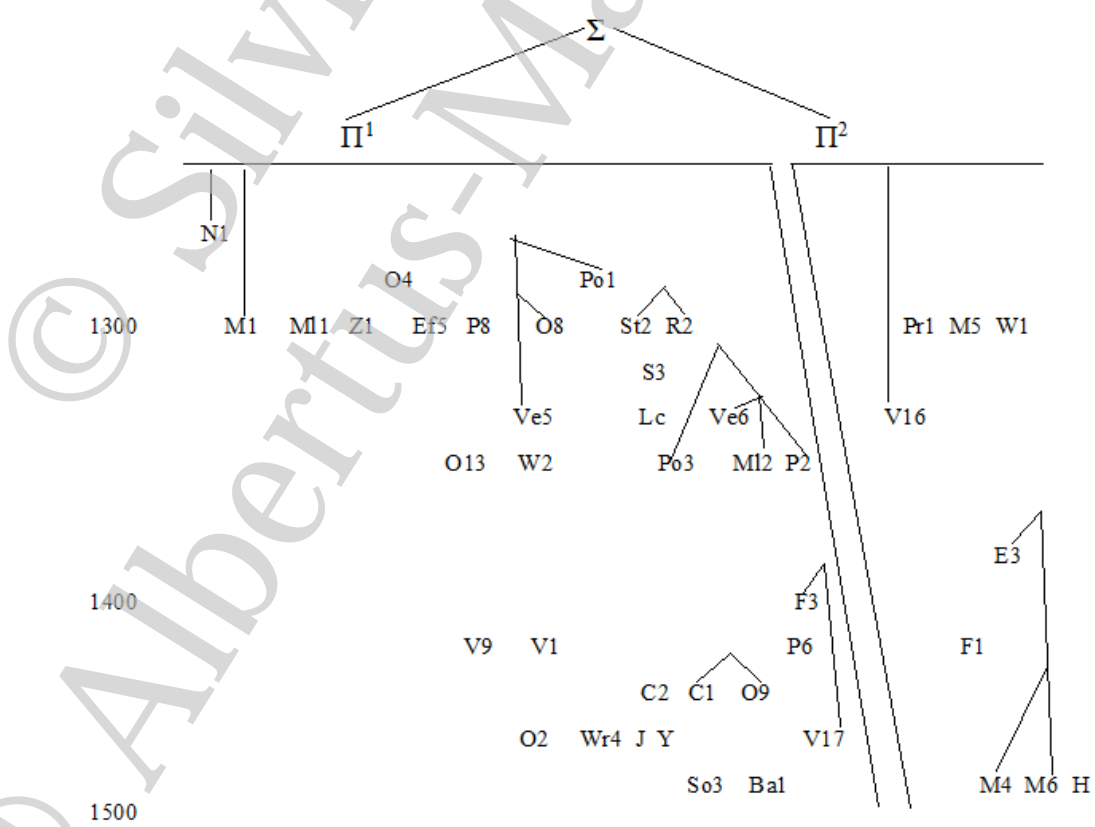 Σ
Π¹ Π²
N1
O4 Po1
1300 M1 Ml1 Z1 Ef5 P8 O8 St2 R2 Pr1 M5 W1
S3
Ve5 Lc Ve6 V16
O13 W2 Po3 Ml2 P2
E3
1400 F3
V9 V1 P6 F1
C2 C1 O9
O2 Wr4 J Y V17
So3 Ba1 M4 M6 H
1500
© Silv
© Albertus-Ma